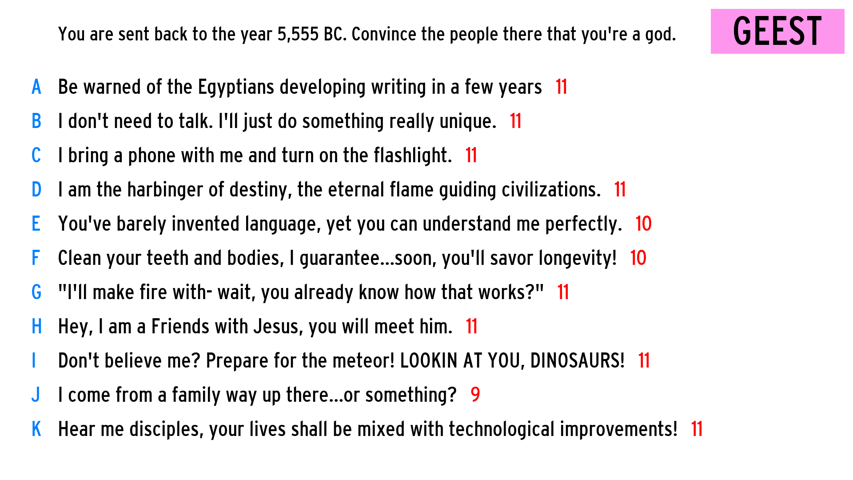 You are sent back to the year 5,555 BC. Convince the people there that you're a god.
GEEST
A Be warned of the Egyptians developing writing in a few years 11
B I don't need to talk. I'll just do something really unique. 11
C I bring a phone with me and turn on the flashlight. 11
D I am the harbinger of destiny, the eternal flame guiding civilizations. 11
E You've barely invented language, yet you can understand me perfectly. 10
F Clean your teeth and bodies, I guarantee...soon, you'll savor longevity! 10
G "I'll make fire with- wait, you already know how that works?" 11
H Hey, I am a Friends with Jesus, you will meet him. 11
I Don't believe me? Prepare for the meteor! LOOKIN AT YOU, DINOSAURS! 11
J I come from a family way up there...or something? 9
K Hear me disciples, your lives shall be mixed with technological improvements! 11